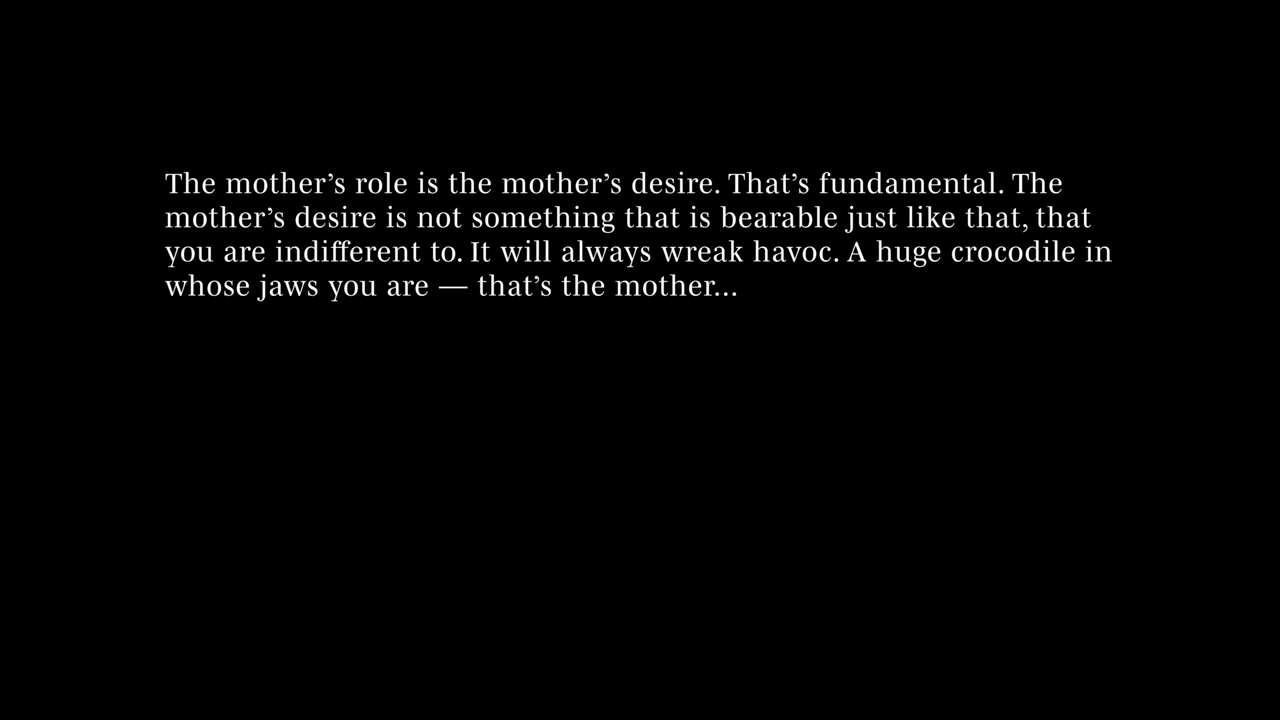 The mother’s role is the mother’s desire. That’s fundamental. The
mother’s desire is not something that is bearable just like that, that
you are indifferent to. It will always wreak havoc. A huge crocodile in
whose jaws you are — that’s the mother...